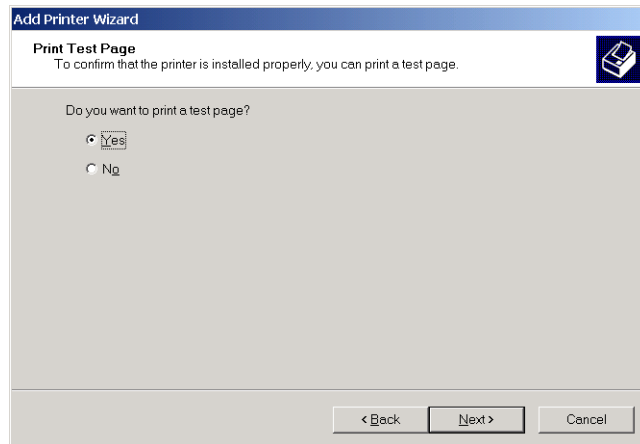 Add Printer Wizard
Print Test Page
To confirm that the printer is installed properly, you can print a test page.
Do you want to print a test page?
Yes
No
< Back Next > Cancel